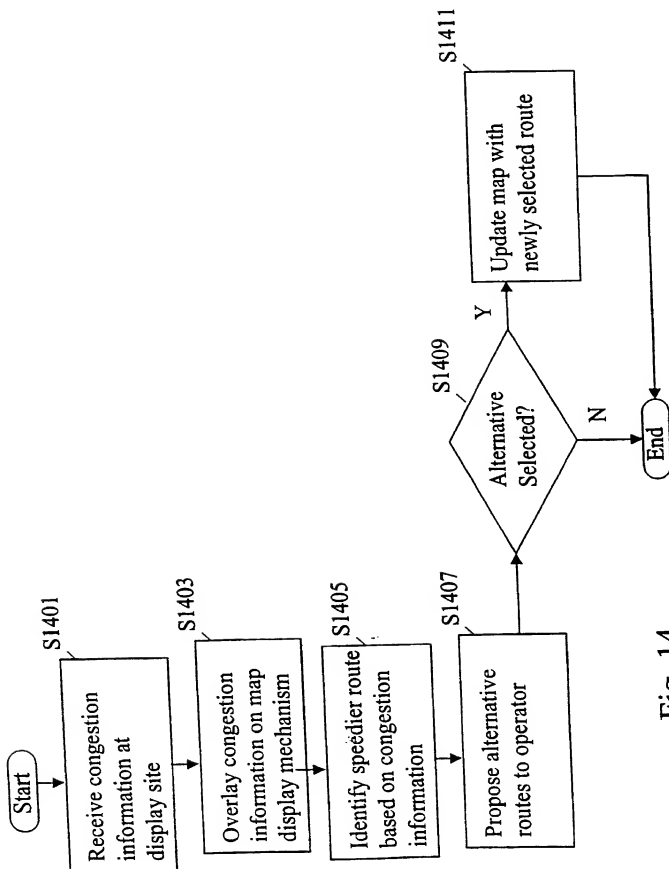 Start
S1401
Receive congestion
information at
display site
S1403
Overlay congestion
information on map
display mechanism
S1405
Identify speedier route
based on congestion
information
S1407
Propose alternative
routes to operator
S1409
Alternative
Selected?
Y
N
S1411
Update map with
newly selected route
End
Fig. 14